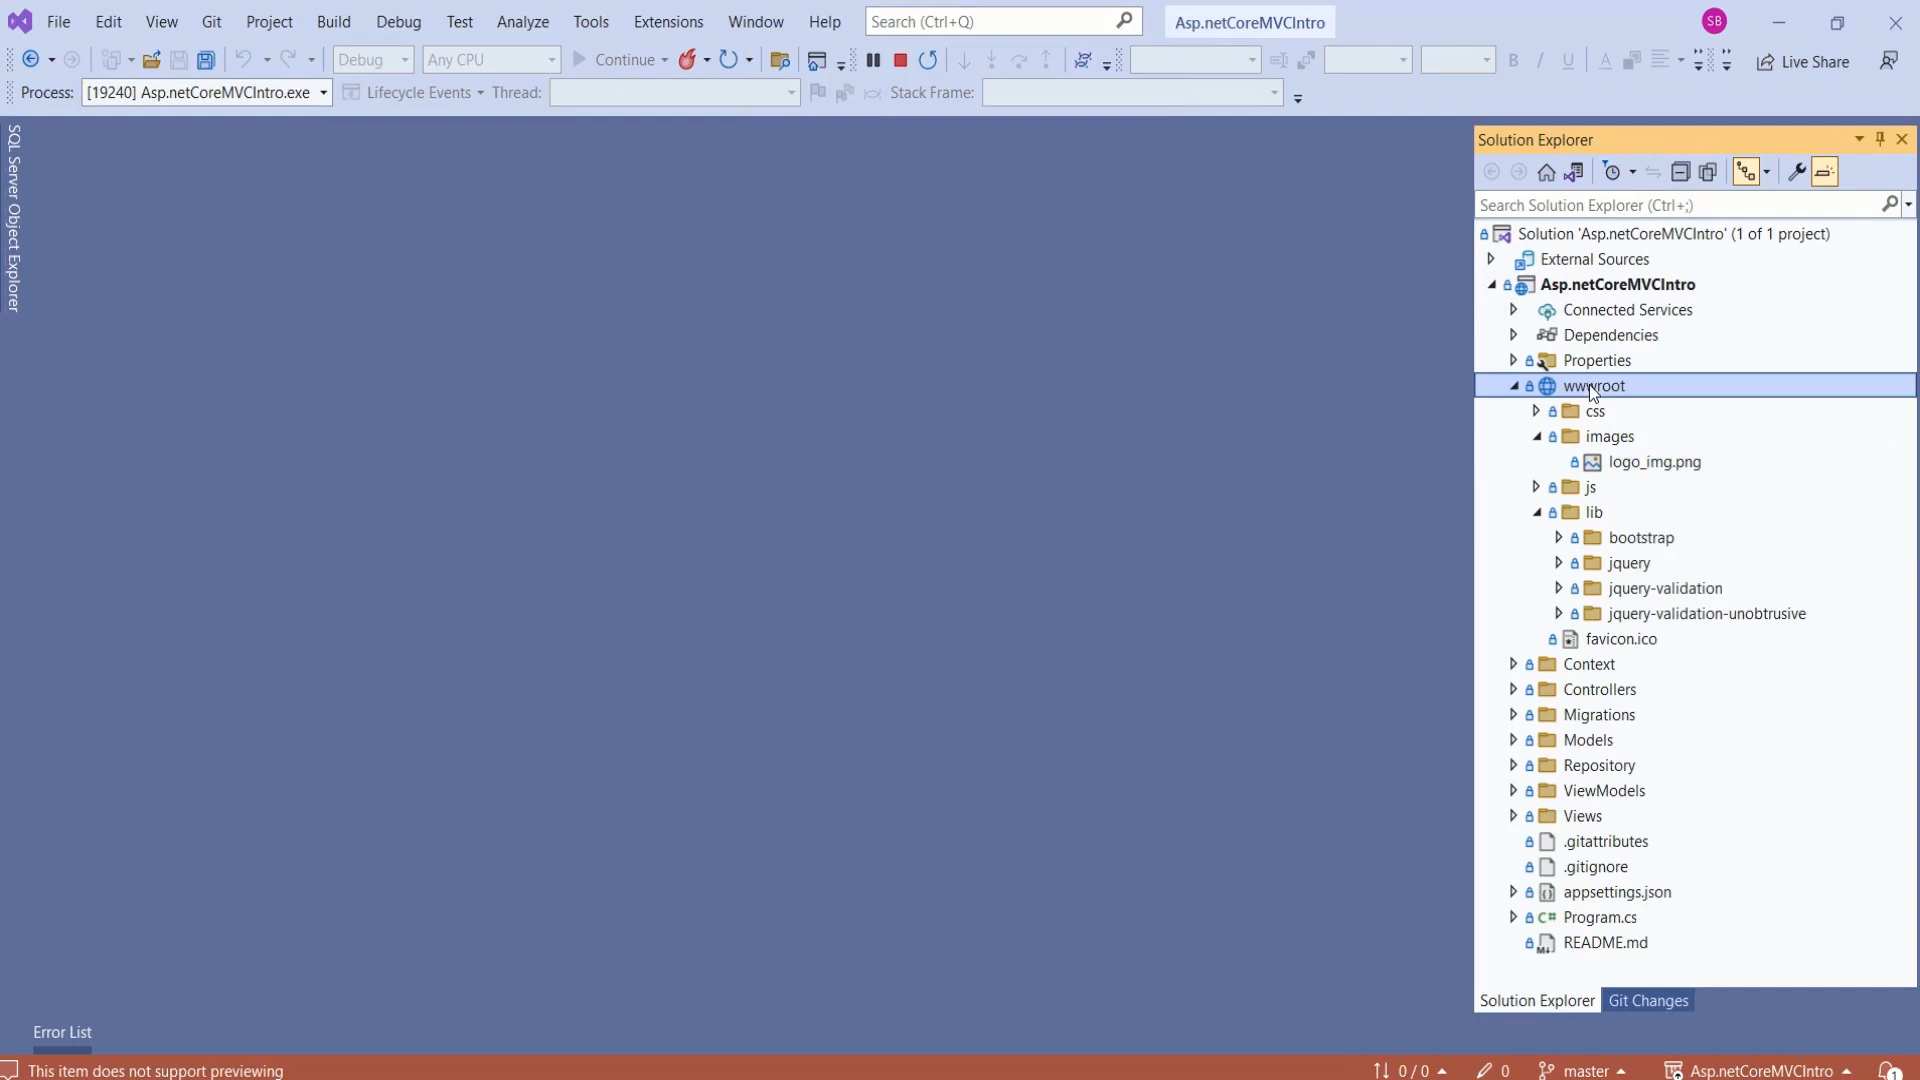 File Edit View Git Project Build Debug Test Analyze Tools Extensions Window Help Search (Ctrl+Q) Asp.netCoreMVCIntro SB
Debug Any CPU Continue B I U A Live Share
Process: [19240] Asp.netCoreMVCIntro.exe Lifecycle Events Thread: Stack Frame:
SQL Server Object Explorer
Solution Explorer
Search Solution Explorer (Ctrl+;)
Solution 'Asp.netCoreMVCIntro' (1 of 1 project)
External Sources
Asp.netCoreMVCIntro
Connected Services
Dependencies
Properties
wwwroot
css
images
logo_img.png
js
lib
bootstrap
jquery
jquery-validation
jquery-validation-unobtrusive
favicon.ico
Context
Controllers
Migrations
Models
Repository
ViewModels
Views
.gitattributes
.gitignore
appsettings.json
C# Program.cs
README.md
Solution Explorer Git Changes
Error List
This item does not support previewing 0 / 0 0 master Asp.netCoreMVCIntro 1